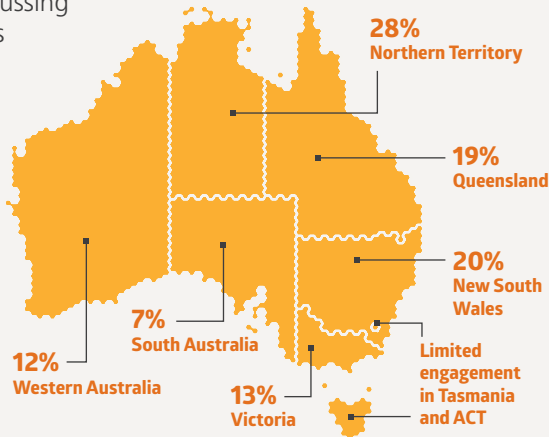 28%
Northern Territory
19%
Queensland
20%
New South
Wales
7%
South Australia
12%
Western Australia
13%
Victoria
Limited
engagement
in Tasmania
and ACT